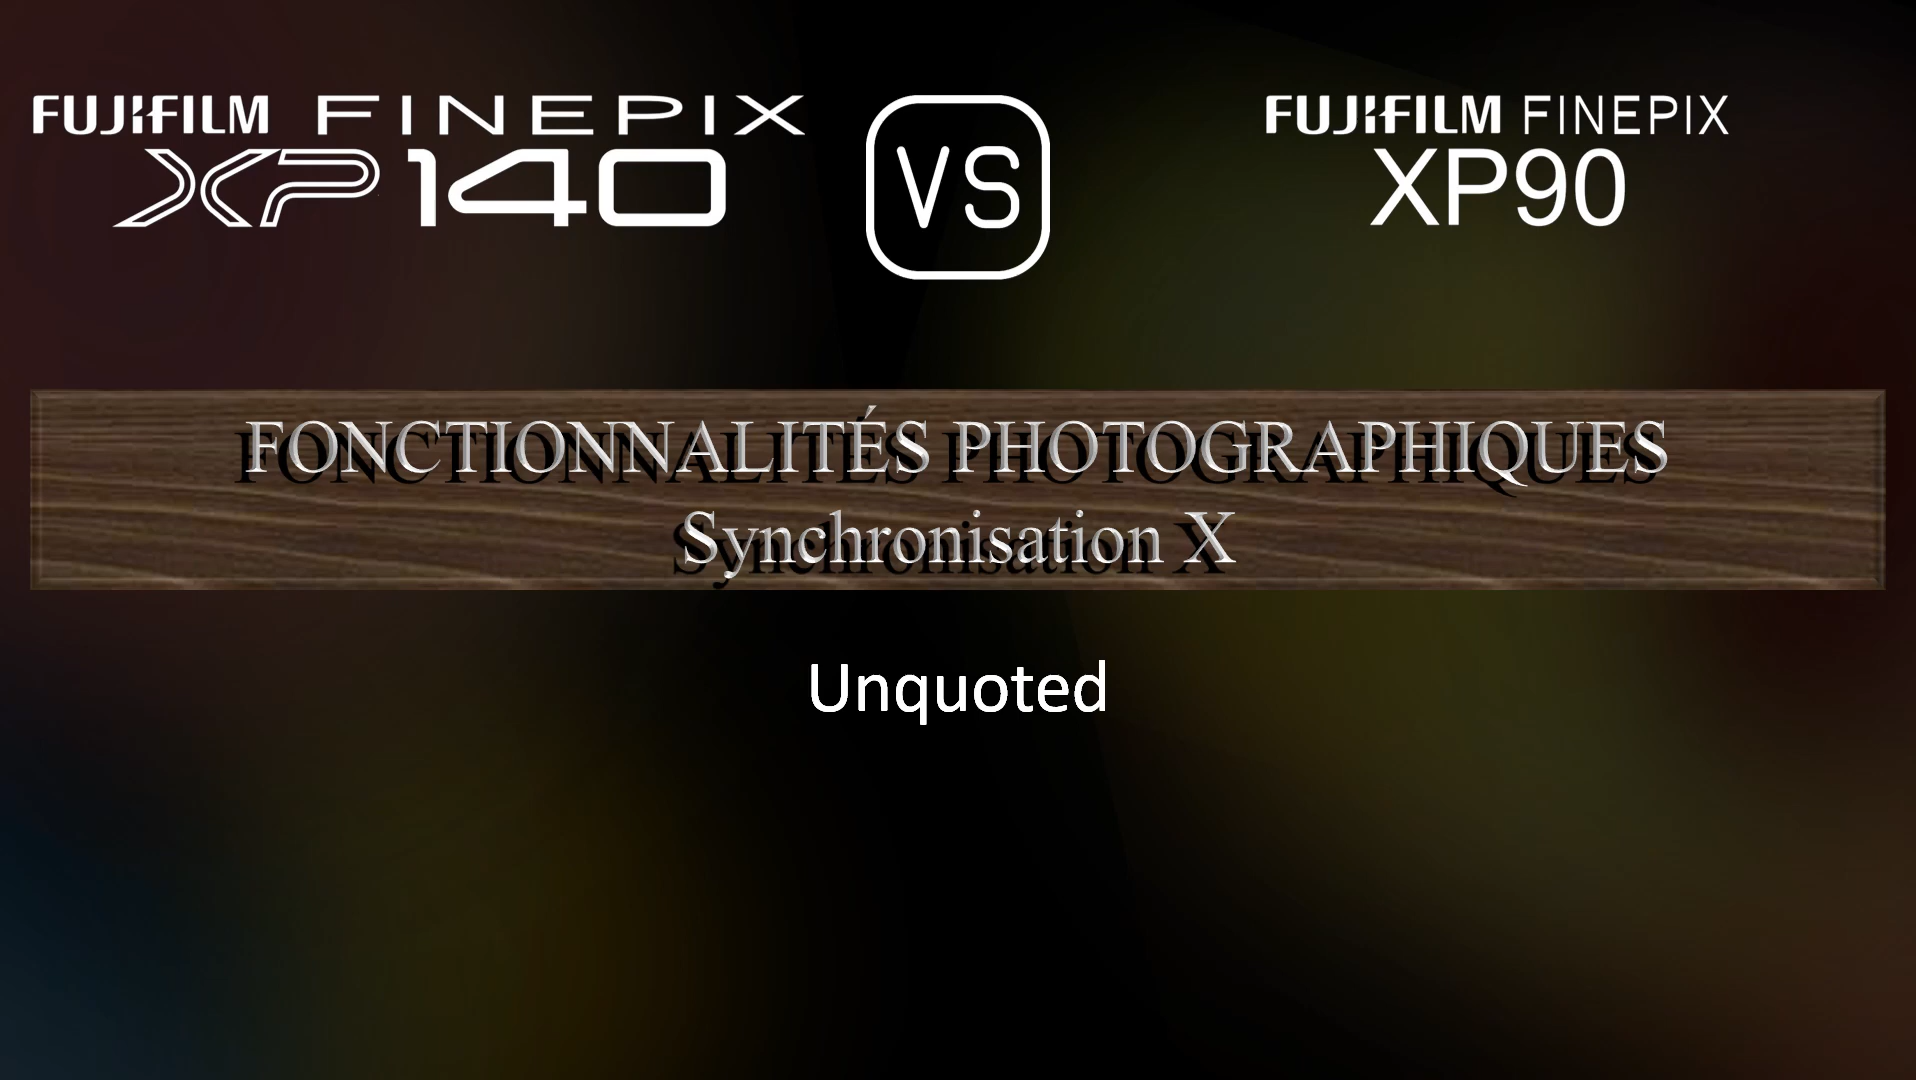 FUJIFILM FINEPIX
XP140
VS
FUJIFILM FINEPIX
XP90
FONCTIONNALITÉS PHOTOGRAPHIQUES
Synchronisation X
Unquoted